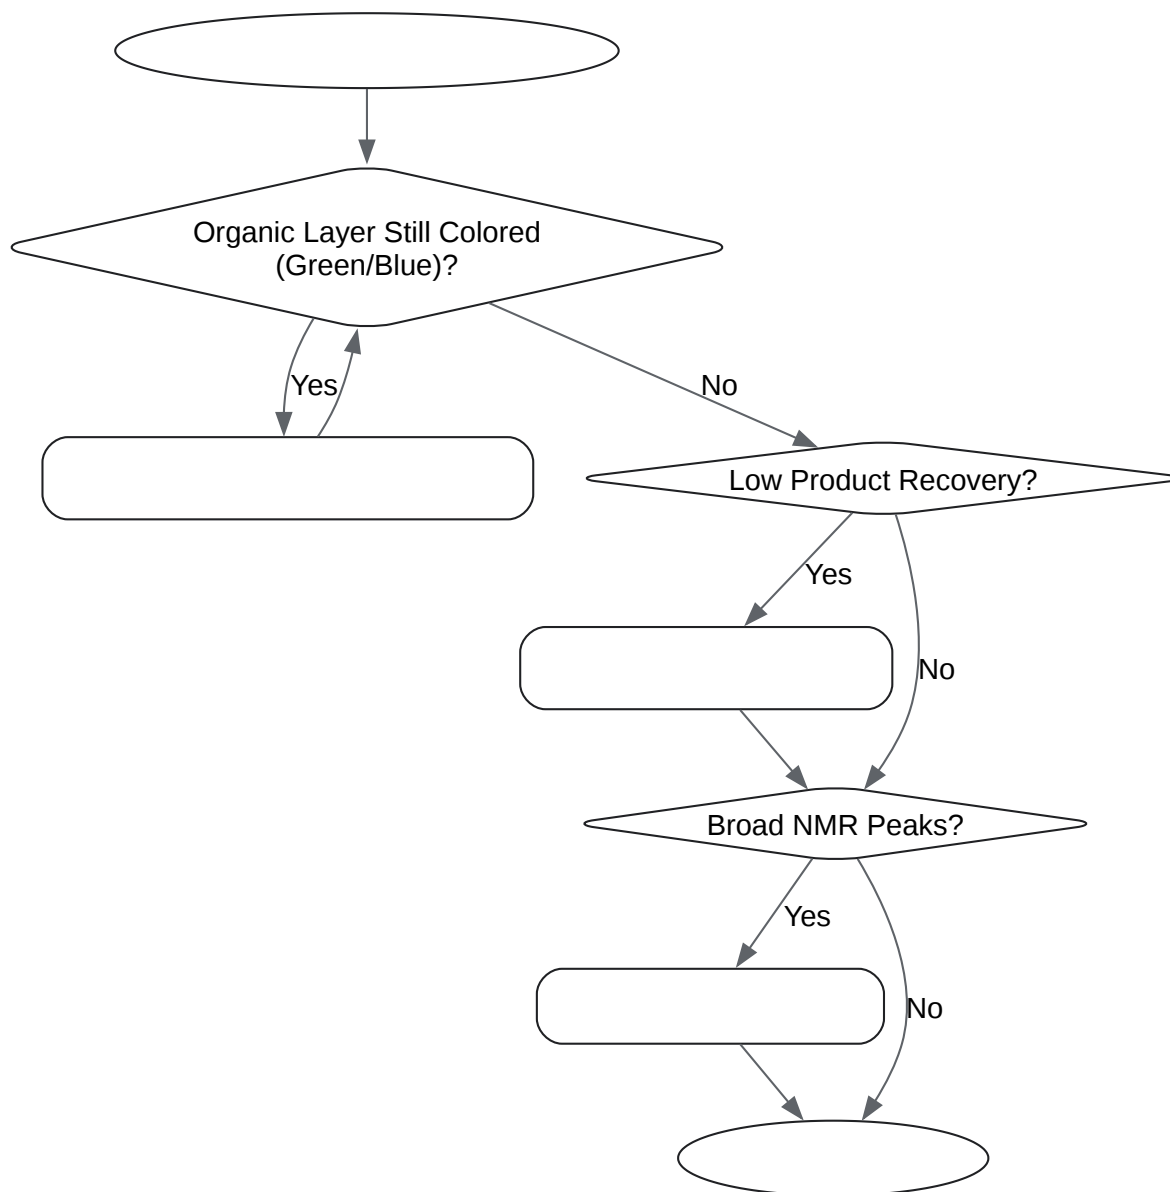 Organic Layer Still Colored
(Green/Blue)?
Yes
No
Low Product Recovery?
Yes
No
Broad NMR Peaks?
Yes
No